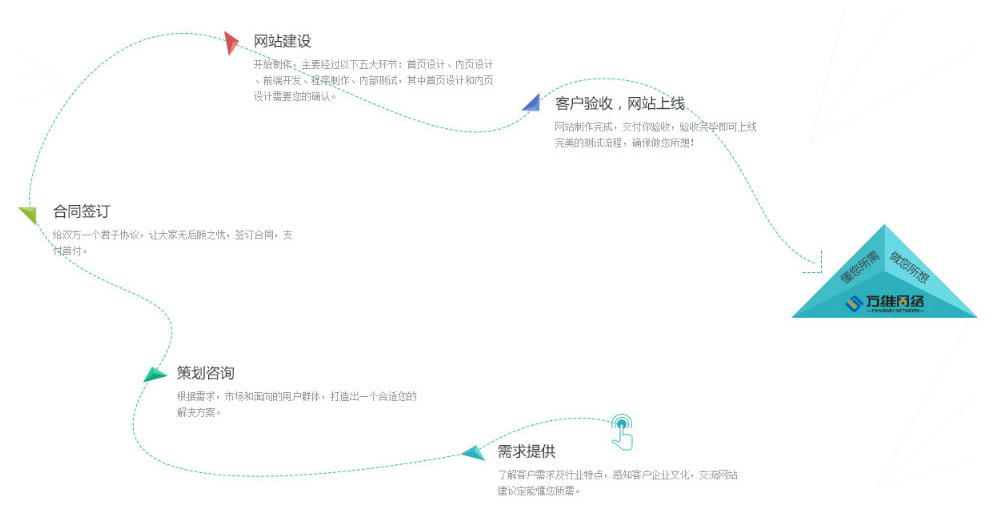 网站建设
开始制作，主要经过以下五大环节：首页设计、内页设计
、前端开发、程序制作、内部测试，其中首页设计和内页
设计需要您的确认。
客户验收，网站上线
网站制作完成，交付你验收，验收完毕即可上线
完美的测试流程，确保做您所想！
合同签订
给双方一个君子协议，让大家无后顾之忧，签订合同，支
付首付。
懂您所需
做您所想
万维网络
策划咨询
根据需求，市场和面向的用户群体，打造出一个合适您的
解决方案。
需求提供
了解客户需求及行业特点，感知客户企业文化，交流网站
建议定能懂您所需。